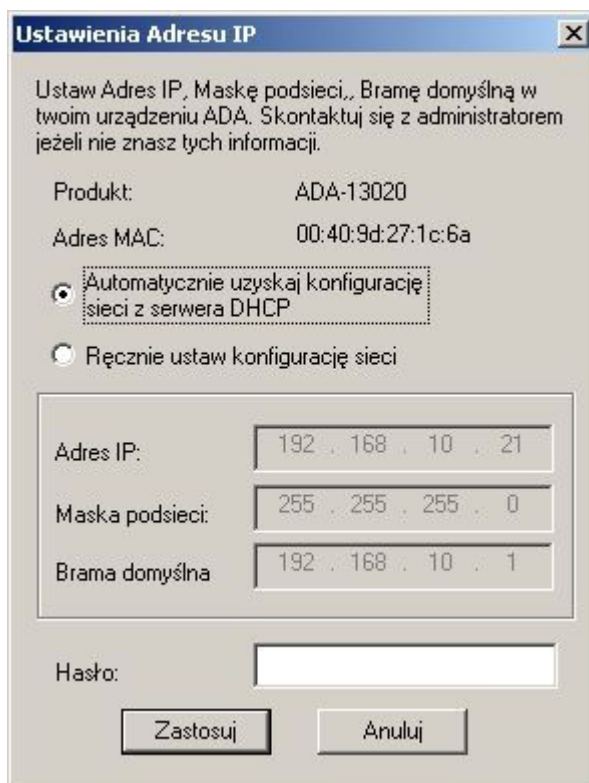 Ustawienia Adresu IP
Ustaw Adres IP, Maskę podsieci,, Bramę domyślną w
twoim urządzeniu ADA. Skontaktuj się z administratorem
jeżeli nie znasz tych informacji.
Produkt: ADA-13020
Adres MAC: 00:40:9d:27:1c:6a
Automatycznie uzyskaj konfigurację
sieci z serwera DHCP
Ręcznie ustaw konfigurację sieci
Adres IP: 192 . 168 . 10 . 21
Maska podsieci: 255 . 255 . 255 . 0
Brama domyślna 192 . 168 . 10 . 1
Hasło:
Zastosuj Anuluj